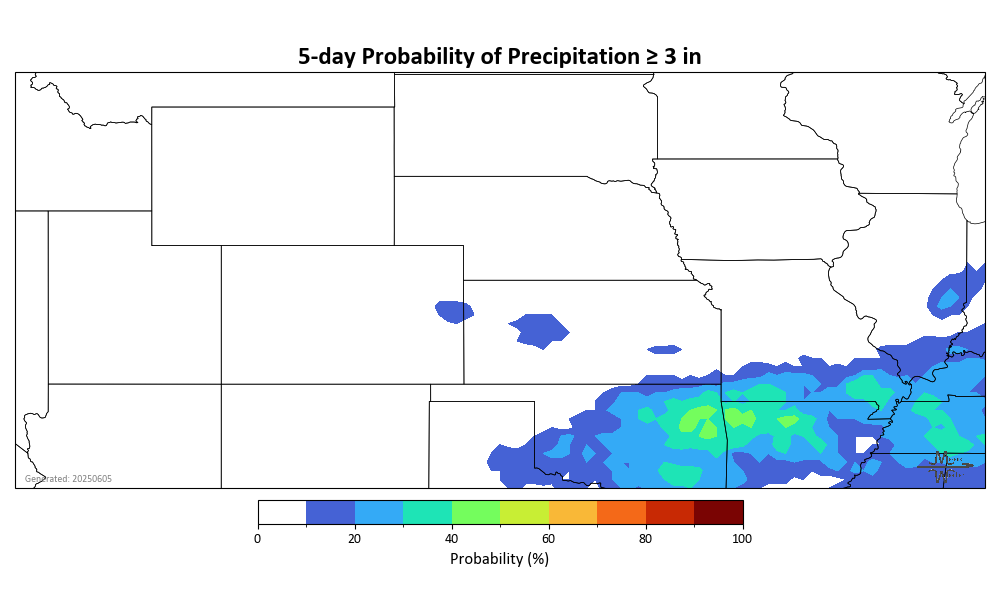 5-day Probability of Precipitation ≥ 3 in
Generated: 20250605
0 20 40 60 80 100
Probability (%)